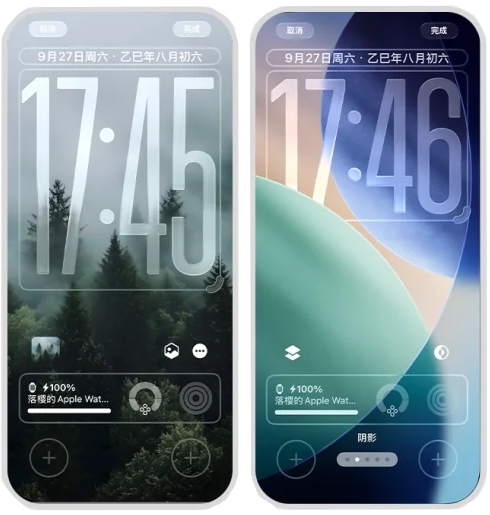 取消
完成
9月27日周六·乙巳年八月初六
17:45
100%
落樱的 Apple Wat...
取消
完成
9月27日周六·乙巳年八月初六
17:46
100%
落樱的 Apple Wat...
阴影